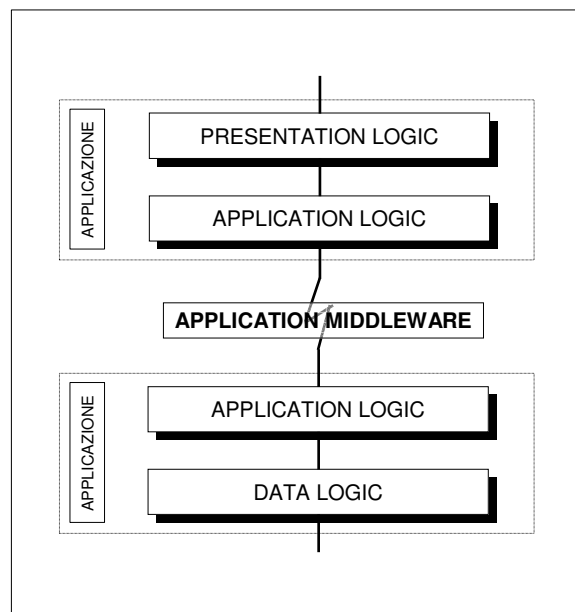 APPLICAZIONE
PRESENTATION LOGIC
APPLICATION LOGIC
APPLICATION MIDDLEWARE
APPLICAZIONE
APPLICATION LOGIC
DATA LOGIC